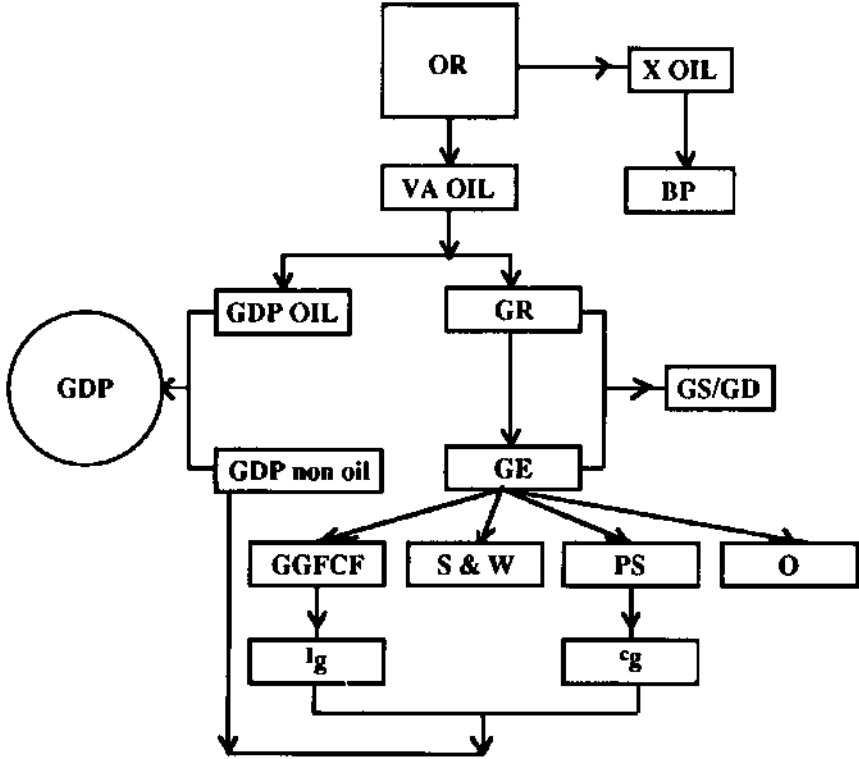 OR
X OIL
VA OIL
BP
GDP OIL
GR
GDP
GS/GD
GDP non oil
GE
GGFCF
S & W
PS
O
Ig
cg